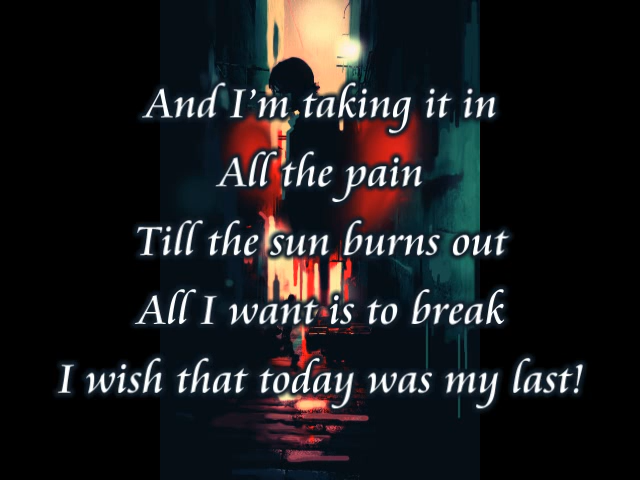 And I'm taking it in
All the pain
Till the sun burns out
All I want is to break
I wish that today was my last!